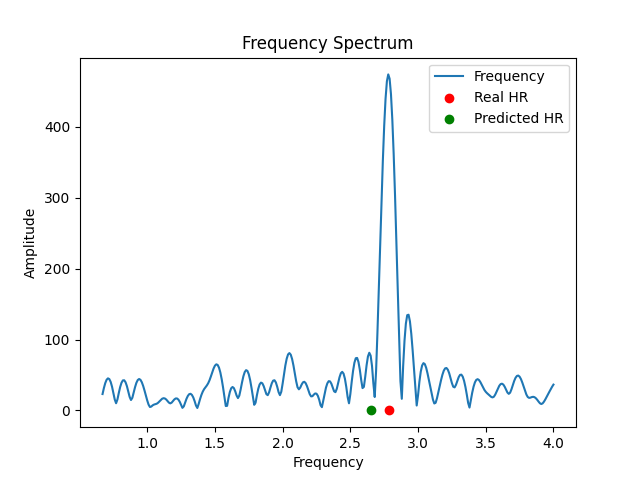 Frequency Spectrum
Frequency
Real HR
Predicted HR
Amplitude
400
300
200
100
0
1.0 1.5 2.0 2.5 3.0 3.5 4.0
Frequency